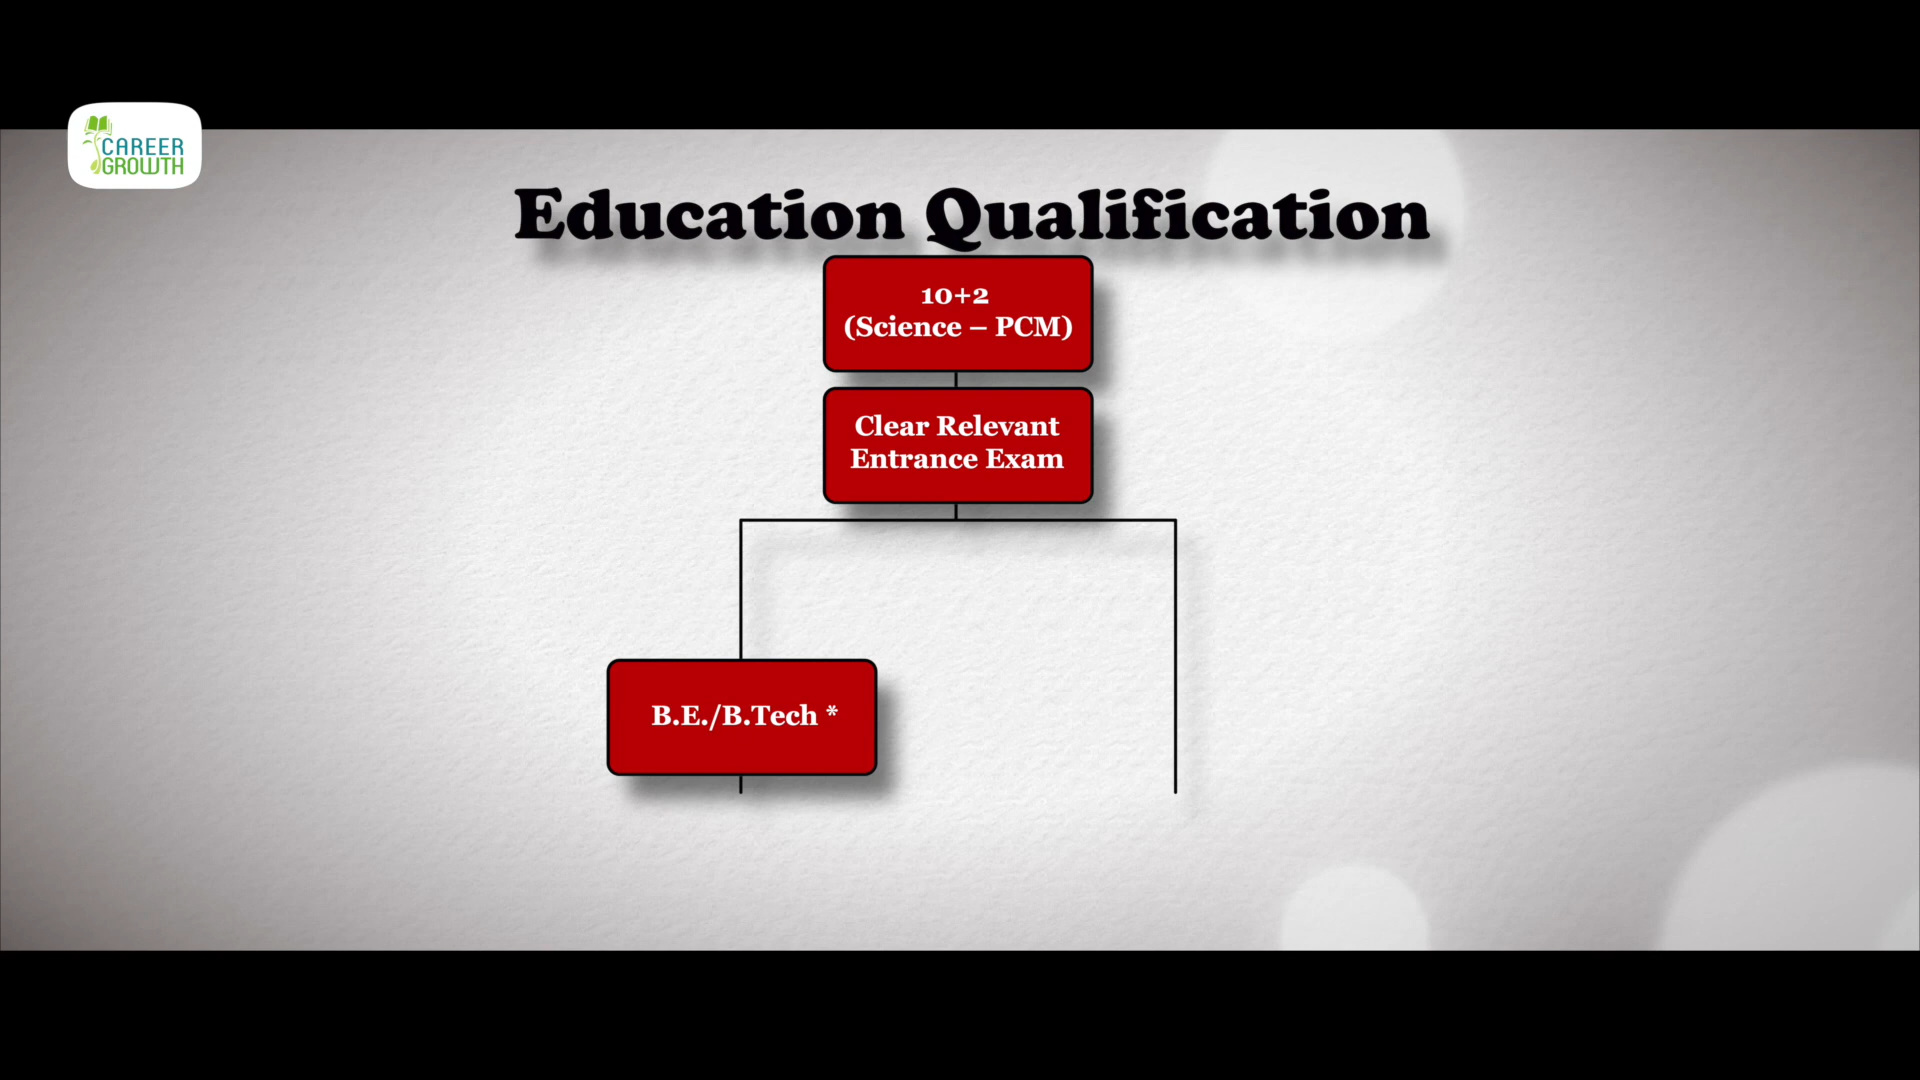 CAREER
GROWTH
Education Qualification
10+2
(Science – PCM)
Clear Relevant
Entrance Exam
B.E./B.Tech *